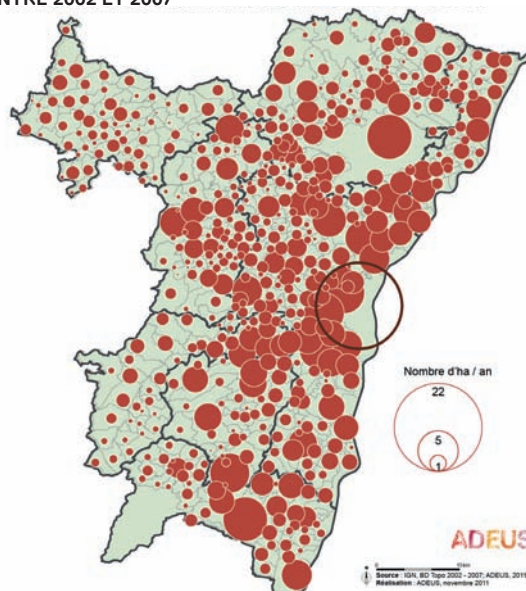 NTRE 2002 ET 2007
Nombre d'ha / an
22
5
1
ADEUS
Source : IGN, BD Topo 2002 - 2007; ADEUS, 2011
Réalisation : ADEUS, novembre 2011